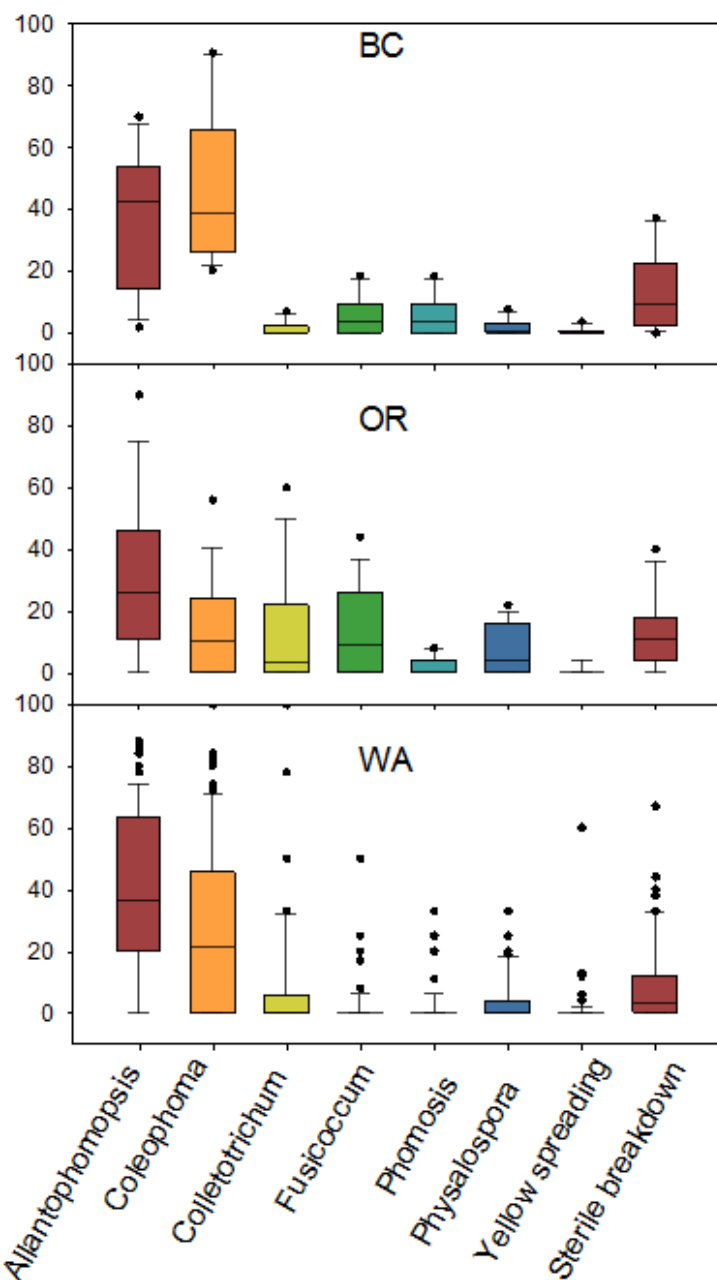 100
BC
80
60
40
20
0
100
OR
80
60
40
20
0
100
WA
80
60
40
20
0
Allantophomopsis
Coleophoma
Colletotrichum
Fusicoccum
Phomosis
Physalospora
Yellow spreading
Sterile breakdown